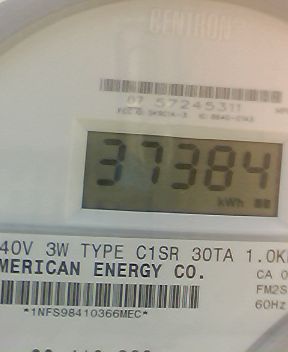 CENTRON
87 57245311
37384
kWh
40V 3W TYPE C1SR 30TA 1.0K
MERICAN ENERGY CO.
CA 0
FM2S
60Hz
*1NFS98410366MEC*